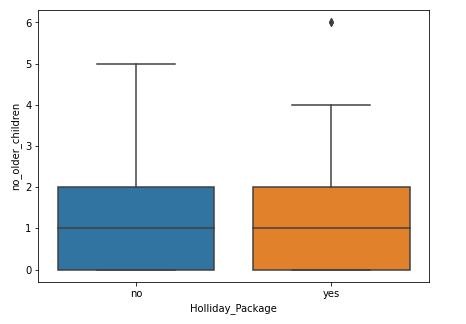 6
5
4
3
2
1
0
no_older_children
no yes
Holliday_Package